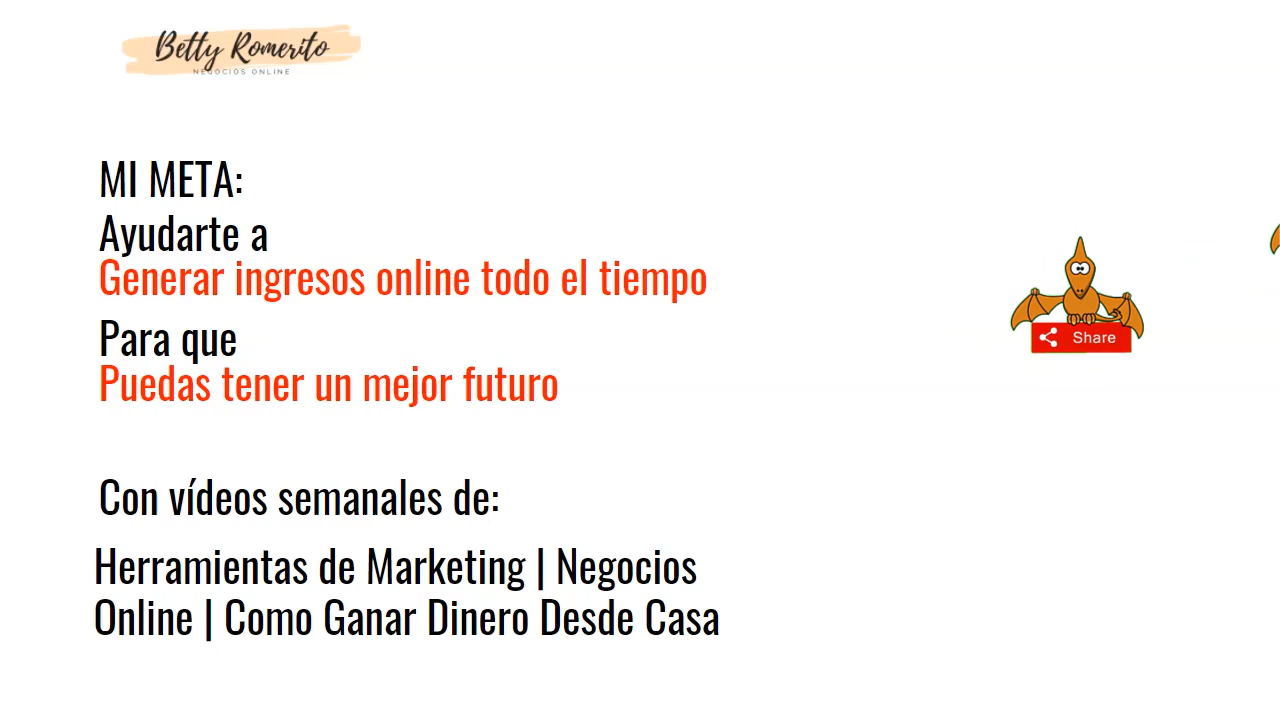 Betty Romerito
NEGOCIOS ONLINE
MI META:
Ayudarte a
Generar ingresos online todo el tiempo
Para que
Puedas tener un mejor futuro
Share
Con vídeos semanales de:
Herramientas de Marketing | Negocios
Online | Como Ganar Dinero Desde Casa